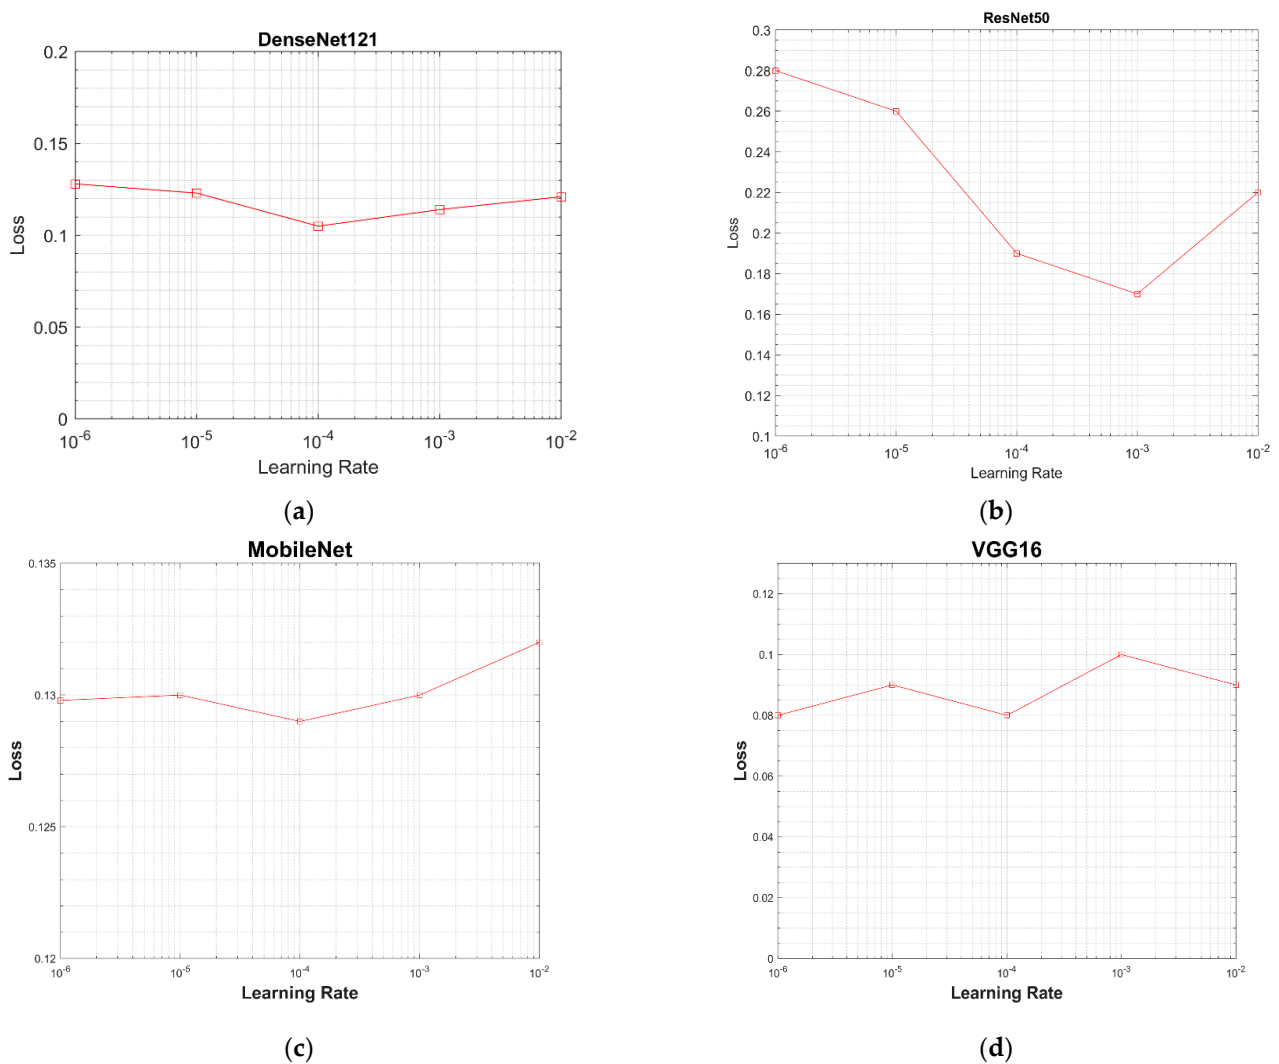 DenseNet121
0.2
0.15
0.1
0.05
0
Loss
10-6 10-5 10-4 10-3 10-2
Learning Rate
(a)
ResNet50
0.3
0.28
0.26
0.24
0.22
0.2
0.18
0.16
0.14
0.12
0.1
Loss
10-6 10-5 10-4 10-3 10-2
Learning Rate
(b)
MobileNet
0.135
0.13
0.125
0.12
Loss
10-6 10-5 10-4 10-3 10-2
Learning Rate
(c)
VGG16
0.12
0.1
0.08
0.06
0.04
0.02
0
Loss
10-6 10-5 10-4 10-3 10-2
Learning Rate
(d)